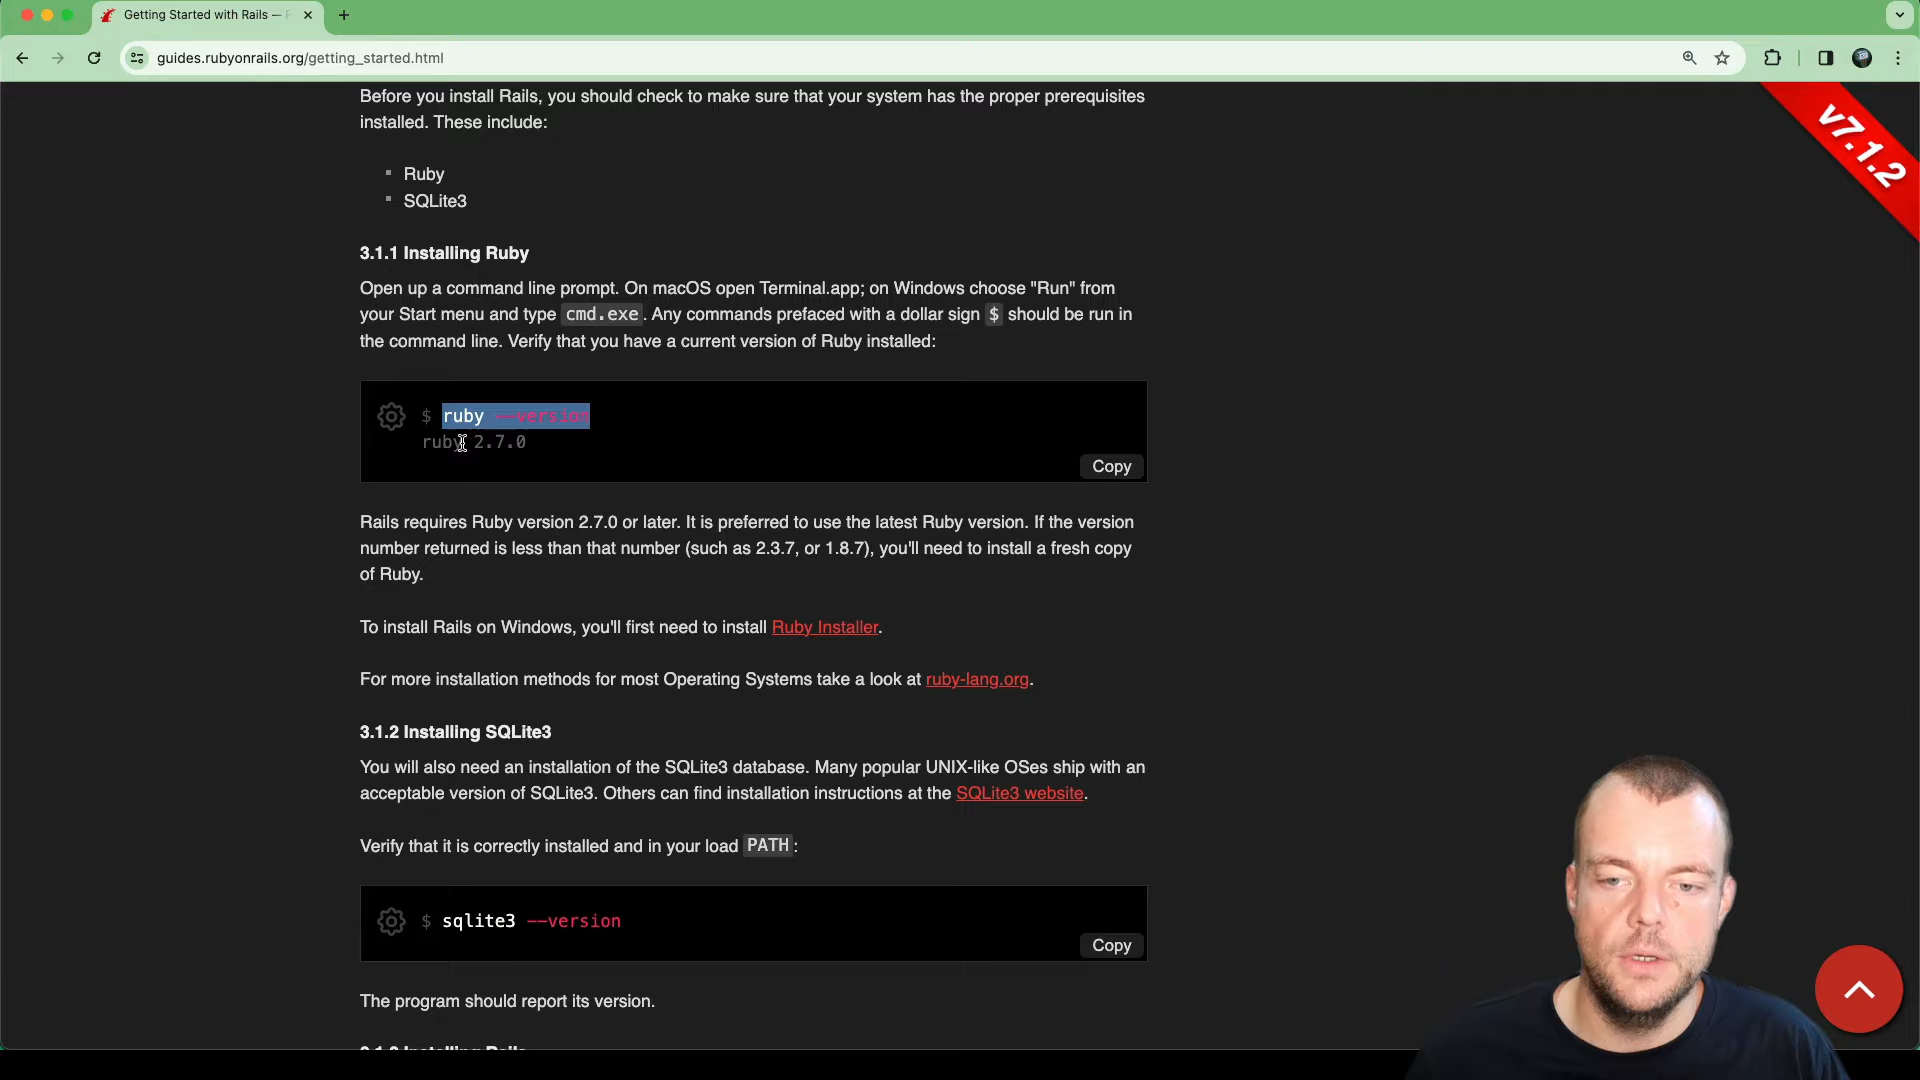 Getting Started with Rails —
guides.rubyonrails.org/getting_started.html
v7.1.2
Before you install Rails, you should check to make sure that your system has the proper prerequisites
installed. These include:
Ruby
SQLite3
3.1.1 Installing Ruby
Open up a command line prompt. On macOS open Terminal.app; on Windows choose "Run" from
your Start menu and type cmd.exe. Any commands prefaced with a dollar sign $ should be run in
the command line. Verify that you have a current version of Ruby installed:
$ ruby --version
ruby 2.7.0
Copy
Rails requires Ruby version 2.7.0 or later. It is preferred to use the latest Ruby version. If the version
number returned is less than that number (such as 2.3.7, or 1.8.7), you'll need to install a fresh copy
of Ruby.
To install Rails on Windows, you'll first need to install Ruby Installer.
For more installation methods for most Operating Systems take a look at ruby-lang.org.
3.1.2 Installing SQLite3
You will also need an installation of the SQLite3 database. Many popular UNIX-like OSes ship with an
acceptable version of SQLite3. Others can find installation instructions at the SQLite3 website.
Verify that it is correctly installed and in your load PATH:
$ sqlite3 --version
Copy
The program should report its version.
3.1.3 Installing Rails